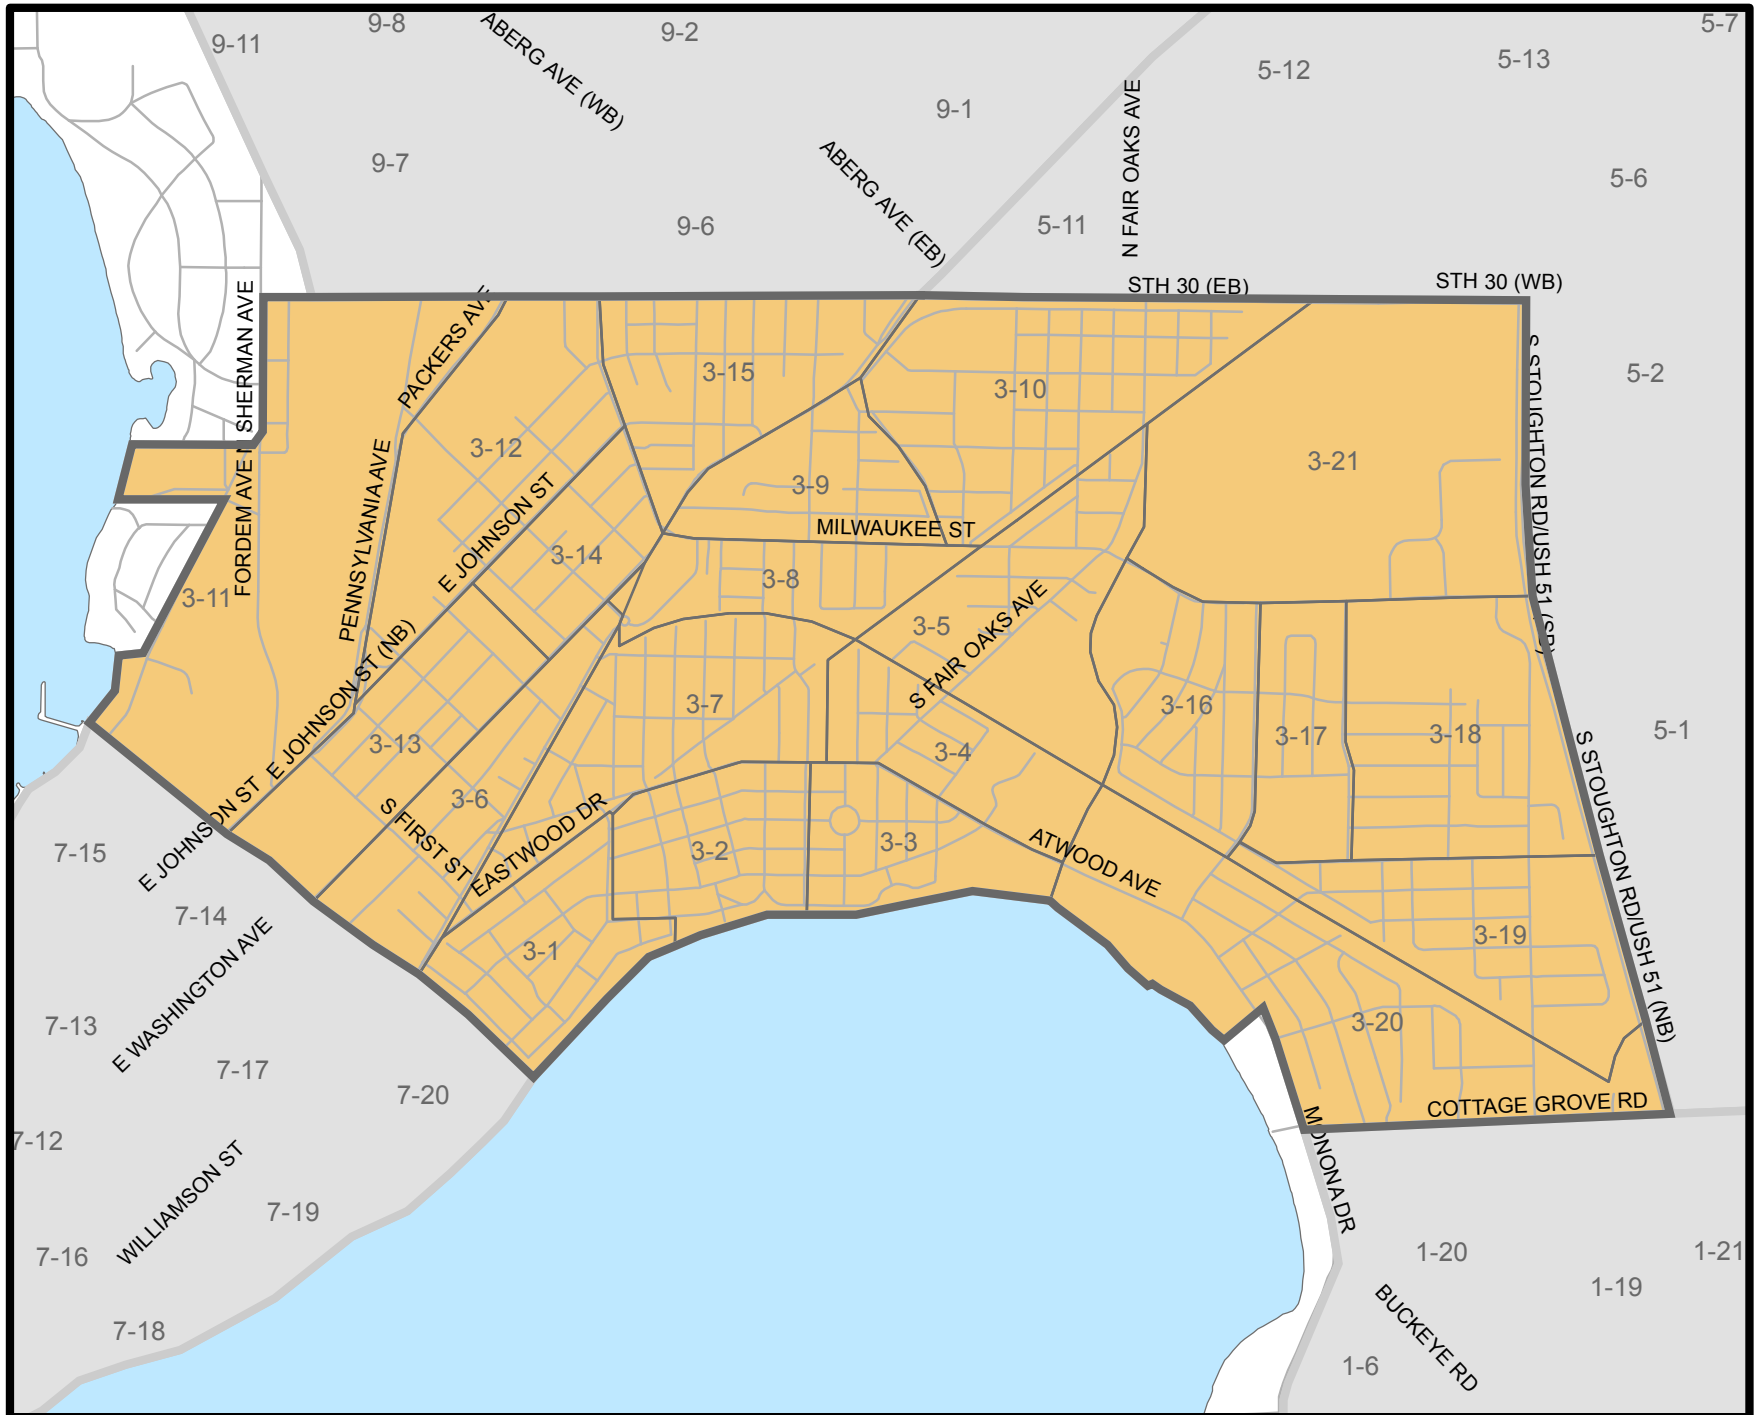 9-8
9-2
5-7
9-11
ABERG AVE (WB)
5-13
5-12
9-1
N FAIR OAKS AVE
9-7
ABERG AVE (EB)
5-6
9-6
5-11
STH 30 (EB)
STH 30 (WB)
N SHERMAN AVE
PACKERS AVE
3-15
3-10
5-2
S STOUGHTON RD/USH 51 (SB)
3-12
3-21
PENNSYLVANIA AVE
FORDEM AVE
3-9
E JOHNSON ST
MILWAUKEE ST
3-14
3-8
3-11
3-5
S FAIR OAKS AVE
E JOHNSON ST (NB)
3-7
3-16
3-17
3-18
5-1
3-13
3-4
3-6
S FIRST ST
EASTWOOD DR
E JOHNSON ST
7-15
3-2
3-3
ATWOOD AVE
S STOUGHTON RD/USH 51 (NB)
7-14
3-1
3-19
E WASHINGTON AVE
7-13
3-20
7-17
7-20
COTTAGE GROVE RD
MONONA DR
7-12
WILLIAMSON ST
7-19
7-16
1-20
1-21
1-19
BUCKEYE RD
7-18
1-6